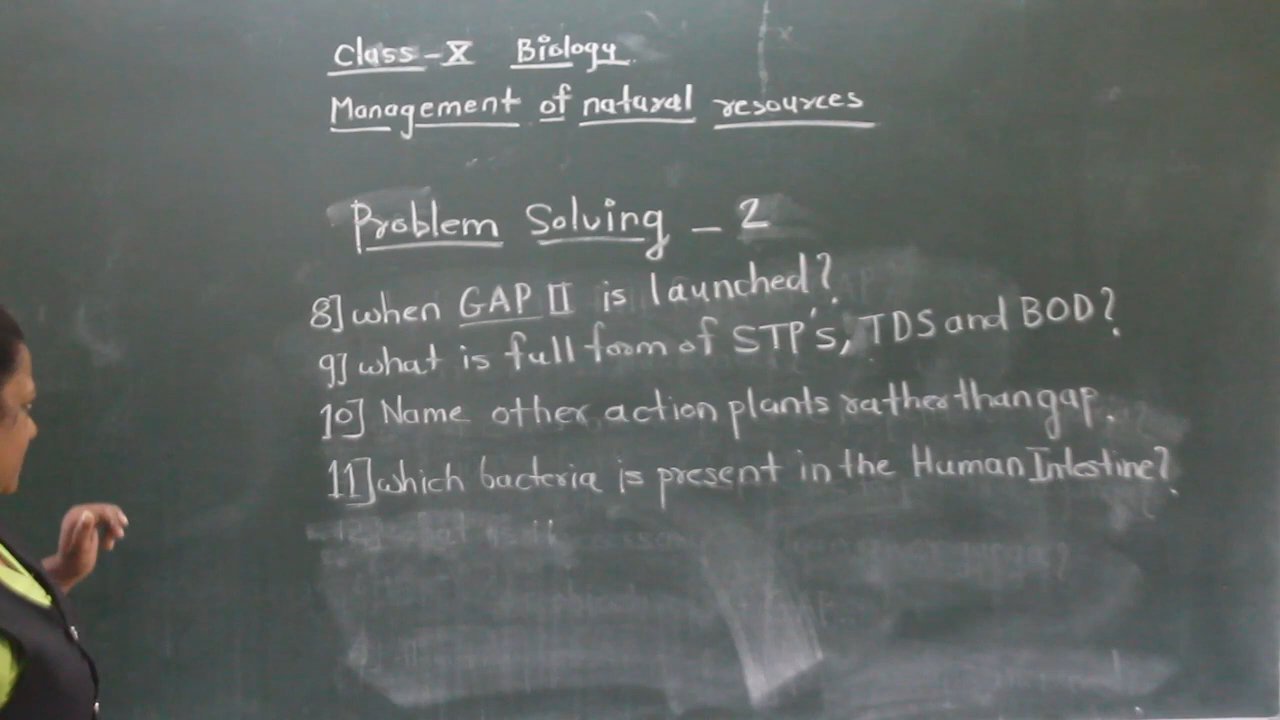 Class-X Biology
Management of natural resources
Problem Solving - 2
8] when GAP II is launched?
9] what is full form of STP's, TDS and BOD?
10] Name other action plants rather than gap.
11] which bacteria is present in the Human Intestine?